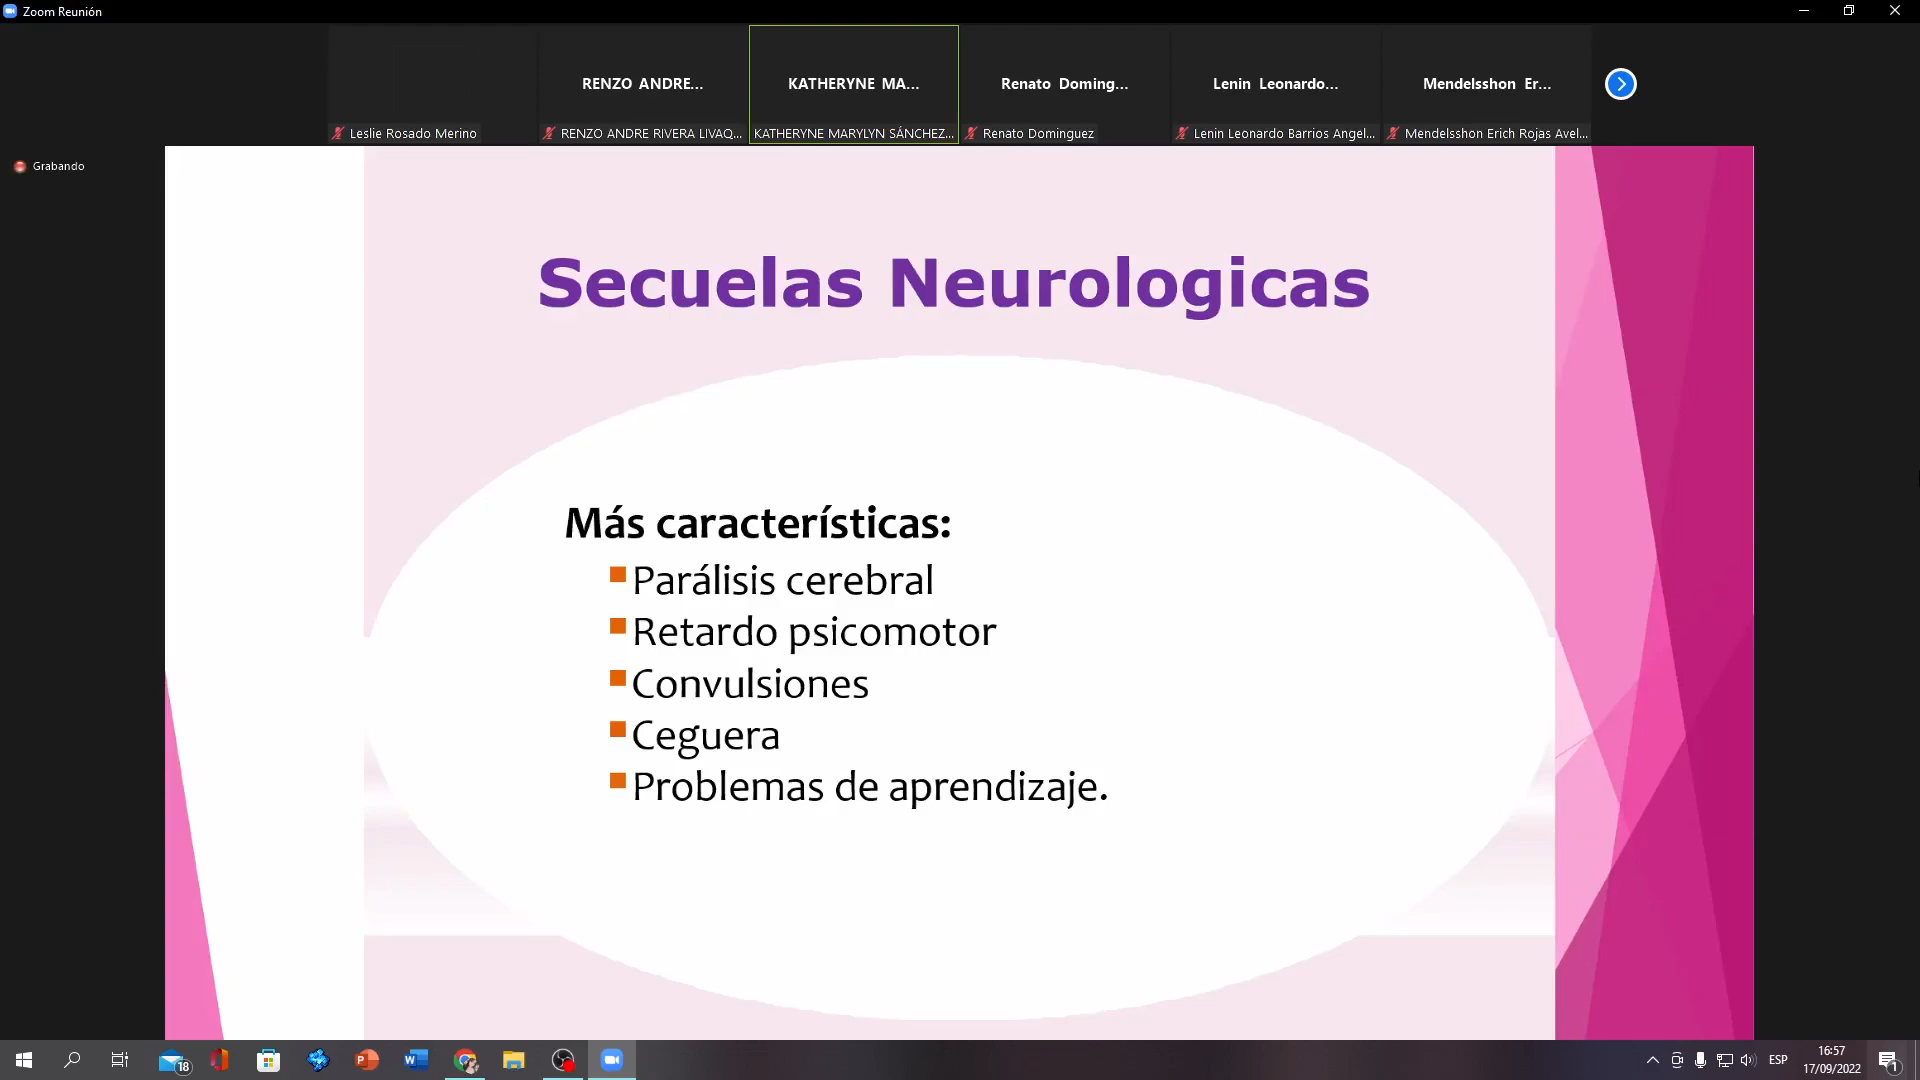 Zoom Reunión
RENZO ANDRE...
KATHERYNE MA...
Renato Doming...
Lenin Leonardo...
Mendelsshon Er...
Leslie Rosado Merino
RENZO ANDRE RIVERA LIVAQ...
KATHERYNE MARYLYN SÁNCHEZ...
Renato Dominguez
Lenin Leonardo Barrios Angel...
Mendelsshon Erich Rojas Avel...
Grabando
Secuelas Neurologicas
Más características:
Parálisis cerebral
Retardo psicomotor
Convulsiones
Ceguera
Problemas de aprendizaje.
18
ESP
16:57
17/09/2022
1